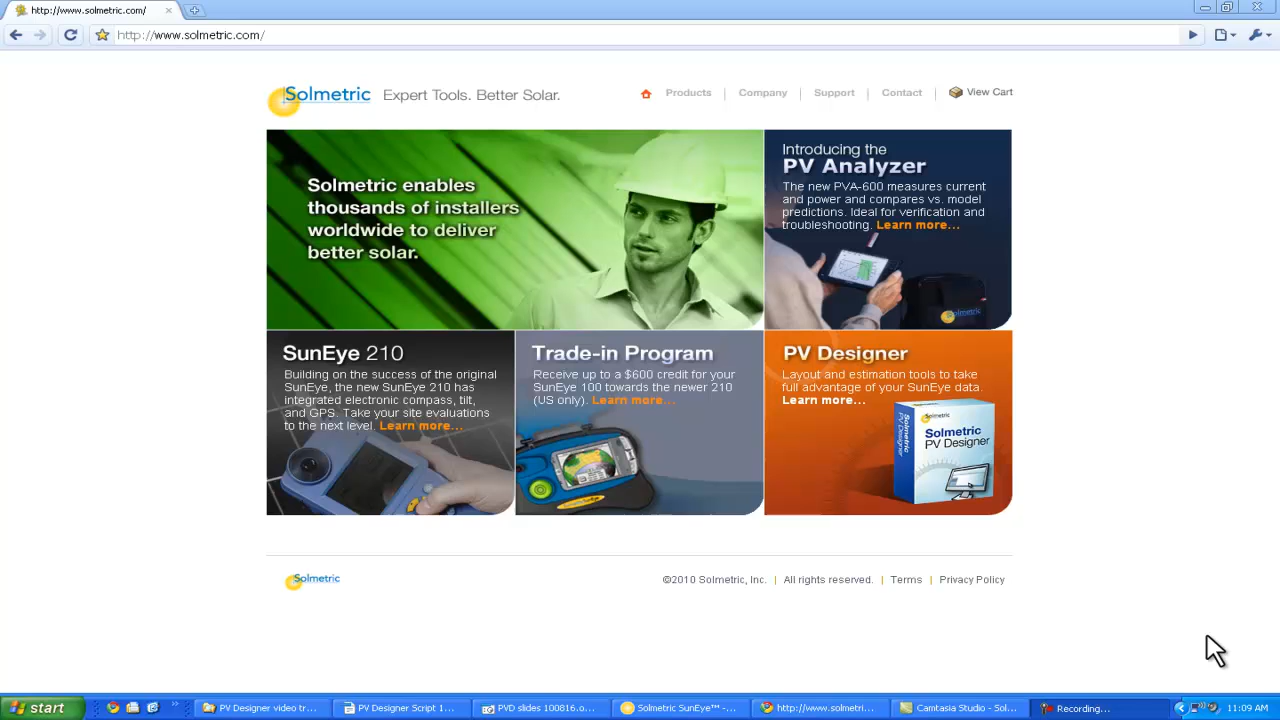 http://www.solmetric.com/
http://www.solmetric.com/
Solmetric
Expert Tools. Better Solar.
Products
Company
Support
Contact
View Cart
Solmetric enables
thousands of installers
worldwide to deliver
better solar.
Introducing the
PV Analyzer
The new PVA-600 measures current
and power and compares vs. model
predictions. Ideal for verification and
troubleshooting. Learn more...
Solmetric
SunEye 210
Building on the success of the original
SunEye, the new SunEye 210 has
integrated electronic compass, tilt,
and GPS. Take your site evaluations
to the next level. Learn more...
Trade-in Program
Receive up to a $600 credit for your
SunEye 100 towards the newer 210
(US only). Learn more...
SunEye
PV Designer
Layout and estimation tools to take
full advantage of your SunEye data.
Learn more...
Solmetric
Solmetric
PV Designer
Solmetric
PV Designer
Solmetric
©2010 Solmetric, Inc. | All rights reserved. | Terms | Privacy Policy
start
PV Designer video tr...
PV Designer Script 1...
PVD slides 100816.o...
Solmetric SunEye™ -...
http://www.solmetri...
Camtasia Studio - Sol...
Recording...
11:09 AM